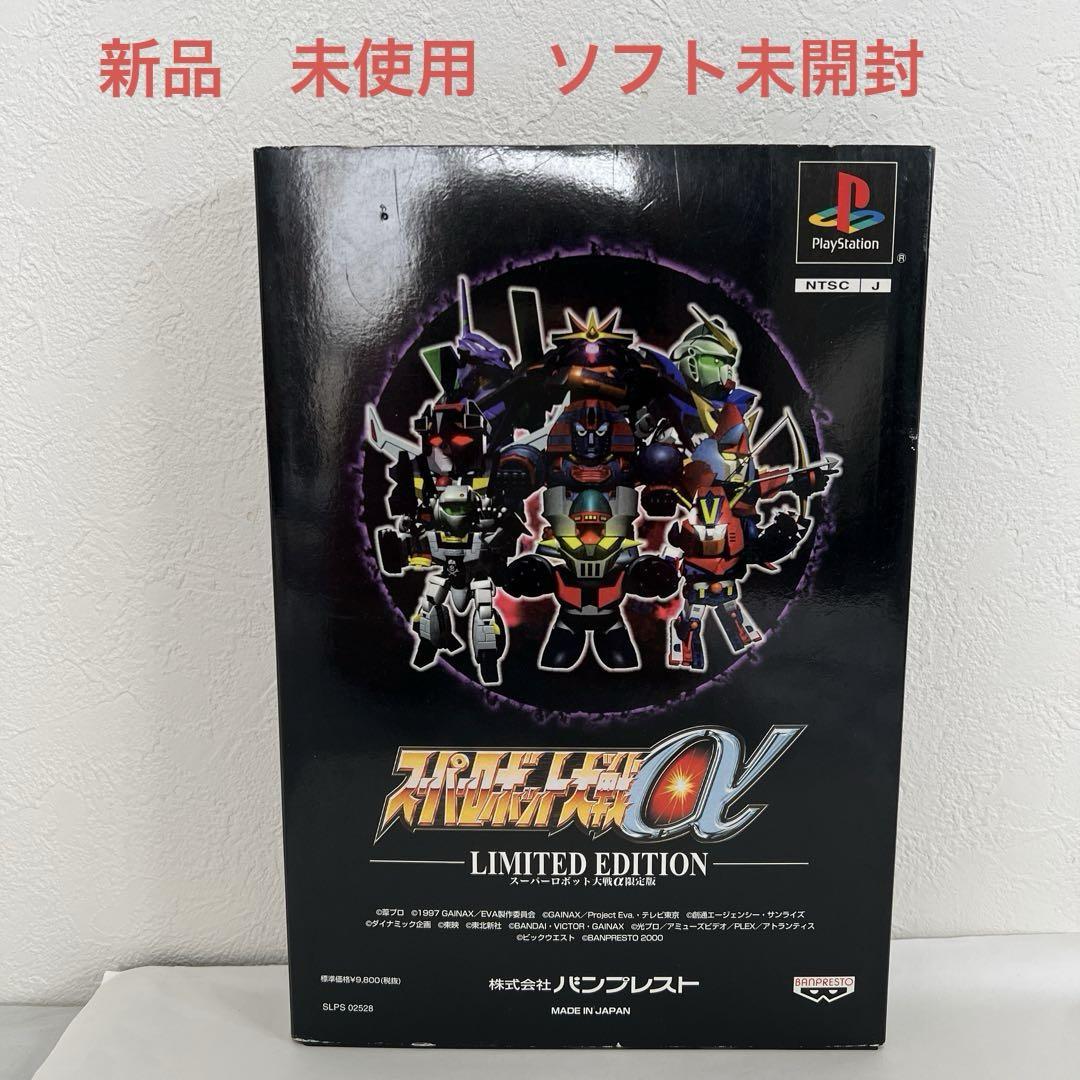 新品 未使用 ソフト未開封
PlayStation
®
NTSC J
スーパーロボット大戦α
LIMITED EDITION
スーパーロボット大戦α限定版
©葦プロ ©1997 GAINAX/EVA製作委員会 ©GAINAX/Project Eva.・テレビ東京 ©創通エージェンシー・サンライズ
©ダイナミック企画 ©東映 ©東北新社 ©BANDAI・VICTOR・GAINAX ©光プロ/アミューズビデオ/PLEX/アトランティス
©ビックウエスト ©BANPRESTO 2000
標準価格¥9,800(税抜)
株式会社 バンプレスト
BANPRESTO
SLPS 02528
MADE IN JAPAN